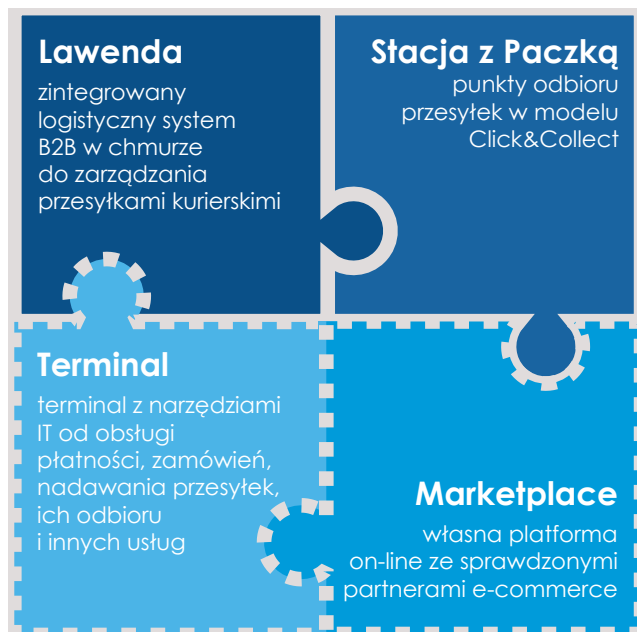 Lawenda
zintegrowany
logistyczny system
B2B w chmurze
do zarządzania
przesyłkami kurierskimi
Stacja z Paczką
punkty odbioru
przesyłek w modelu
Click&Collect
Terminal
terminal z narzędziami
IT od obsługi
płatności, zamówień,
nadawania przesyłek,
ich odbioru
i innych usług
Marketplace
własna platforma
on-line ze sprawdzonymi
partnerami e-commerce